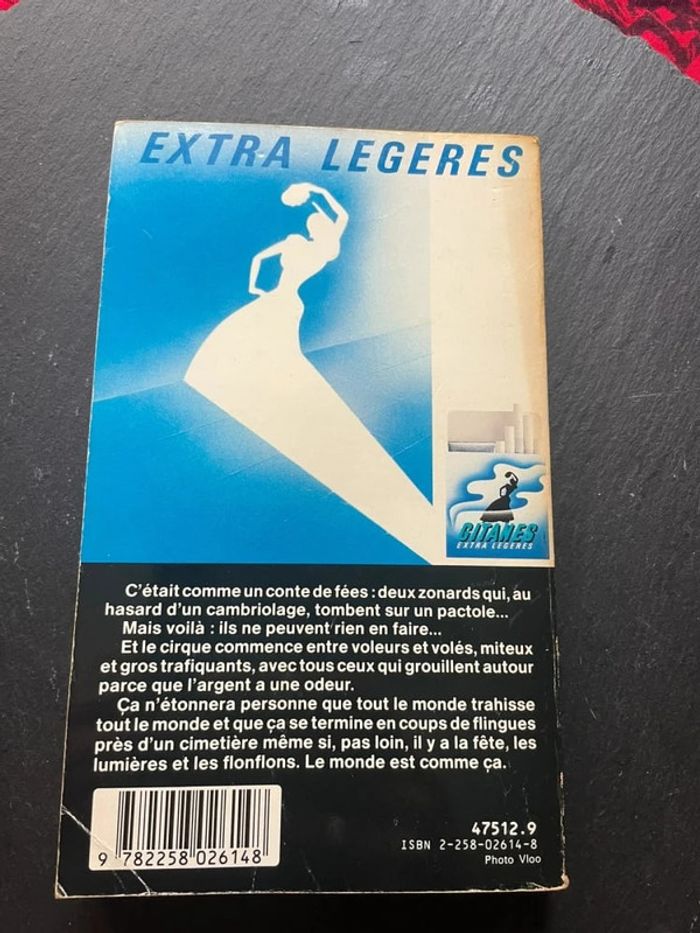 EXTRA LEGERES
GITANES
EXTRA LEGERES
C'était comme un conte de fées : deux zonards qui, au
hasard d'un cambriolage, tombent sur un pactole...
Mais voilà : ils ne peuvent rien en faire...
Et le cirque commence entre voleurs et volés, miteux
et gros trafiquants, avec tous ceux qui grouillent autour
parce que l'argent a une odeur.
Ça n'étonnera personne que tout le monde trahisse
tout le monde et que ça se termine en coups de flingues
près d'un cimetière même si, pas loin, il y a la fête, les
lumières et les flonflons. Le monde est comme ça.
47512.9
ISBN 2-258-02614-8
Photo Vloo
9 782258 026148